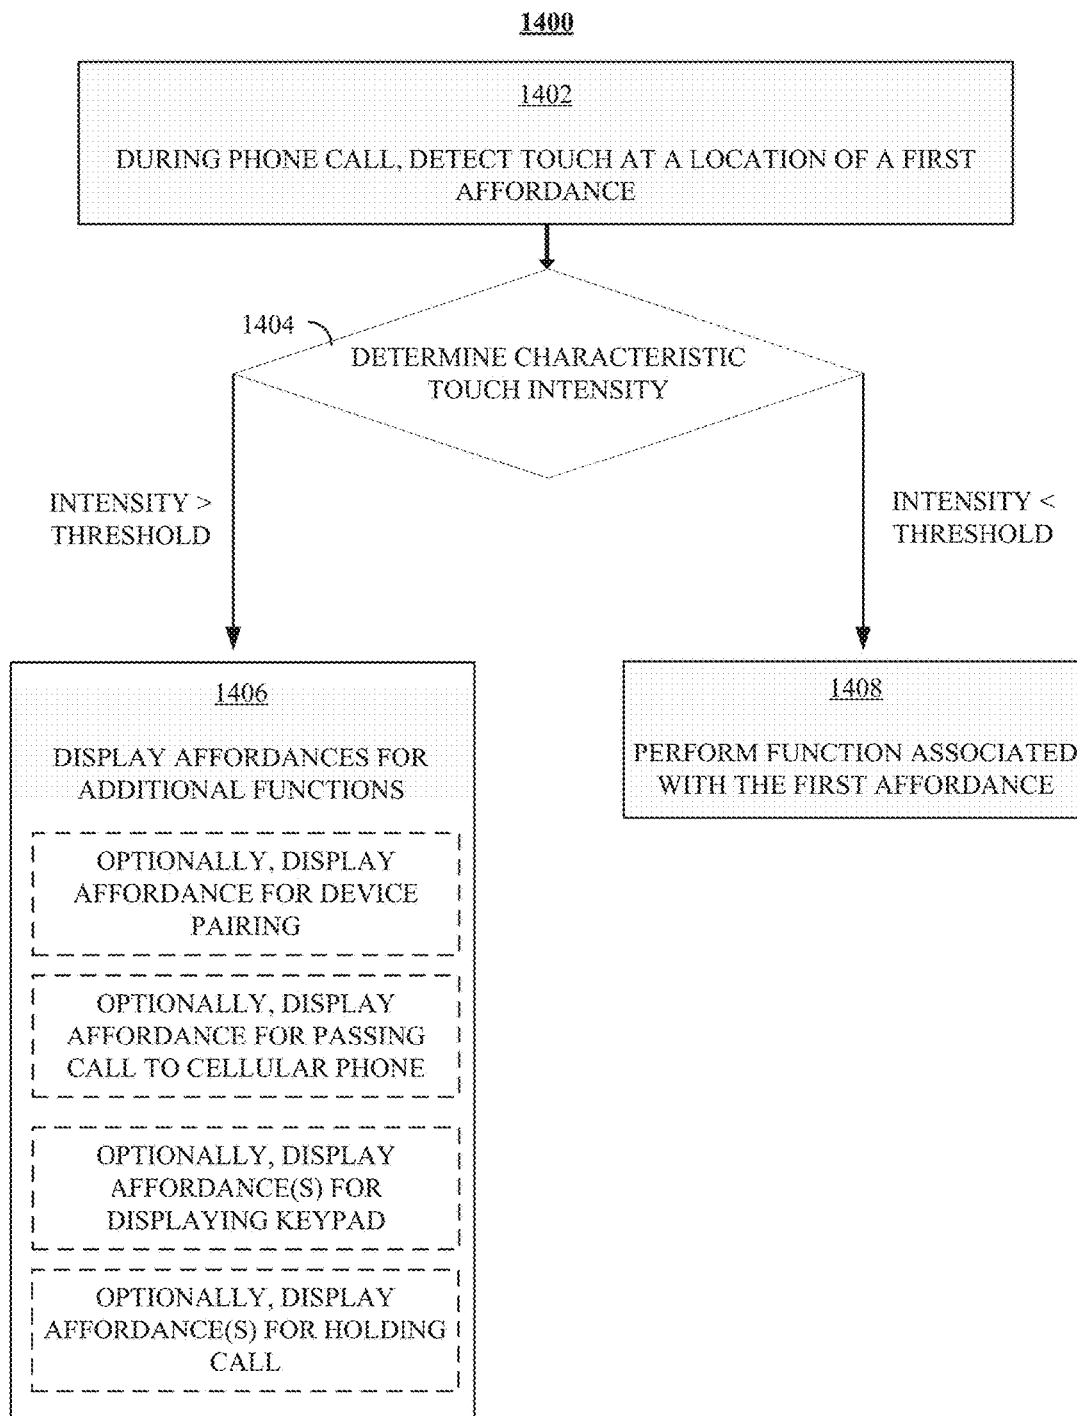 1400
1402
DURING PHONE CALL, DETECT TOUCH AT A LOCATION OF A FIRST
AFFORDANCE
1404
DETERMINE CHARACTERISTIC
TOUCH INTENSITY
INTENSITY >
THRESHOLD
INTENSITY <
THRESHOLD
1406
DISPLAY AFFORDANCES FOR
ADDITIONAL FUNCTIONS
OPTIONALLY, DISPLAY
AFFORDANCE FOR DEVICE
PAIRING
OPTIONALLY, DISPLAY
AFFORDANCE FOR PASSING
CALL TO CELLULAR PHONE
OPTIONALLY, DISPLAY
AFFORDANCE(S) FOR
DISPLAYING KEYPAD
OPTIONALLY, DISPLAY
AFFORDANCE(S) FOR HOLDING
CALL
1408
PERFORM FUNCTION ASSOCIATED
WITH THE FIRST AFFORDANCE